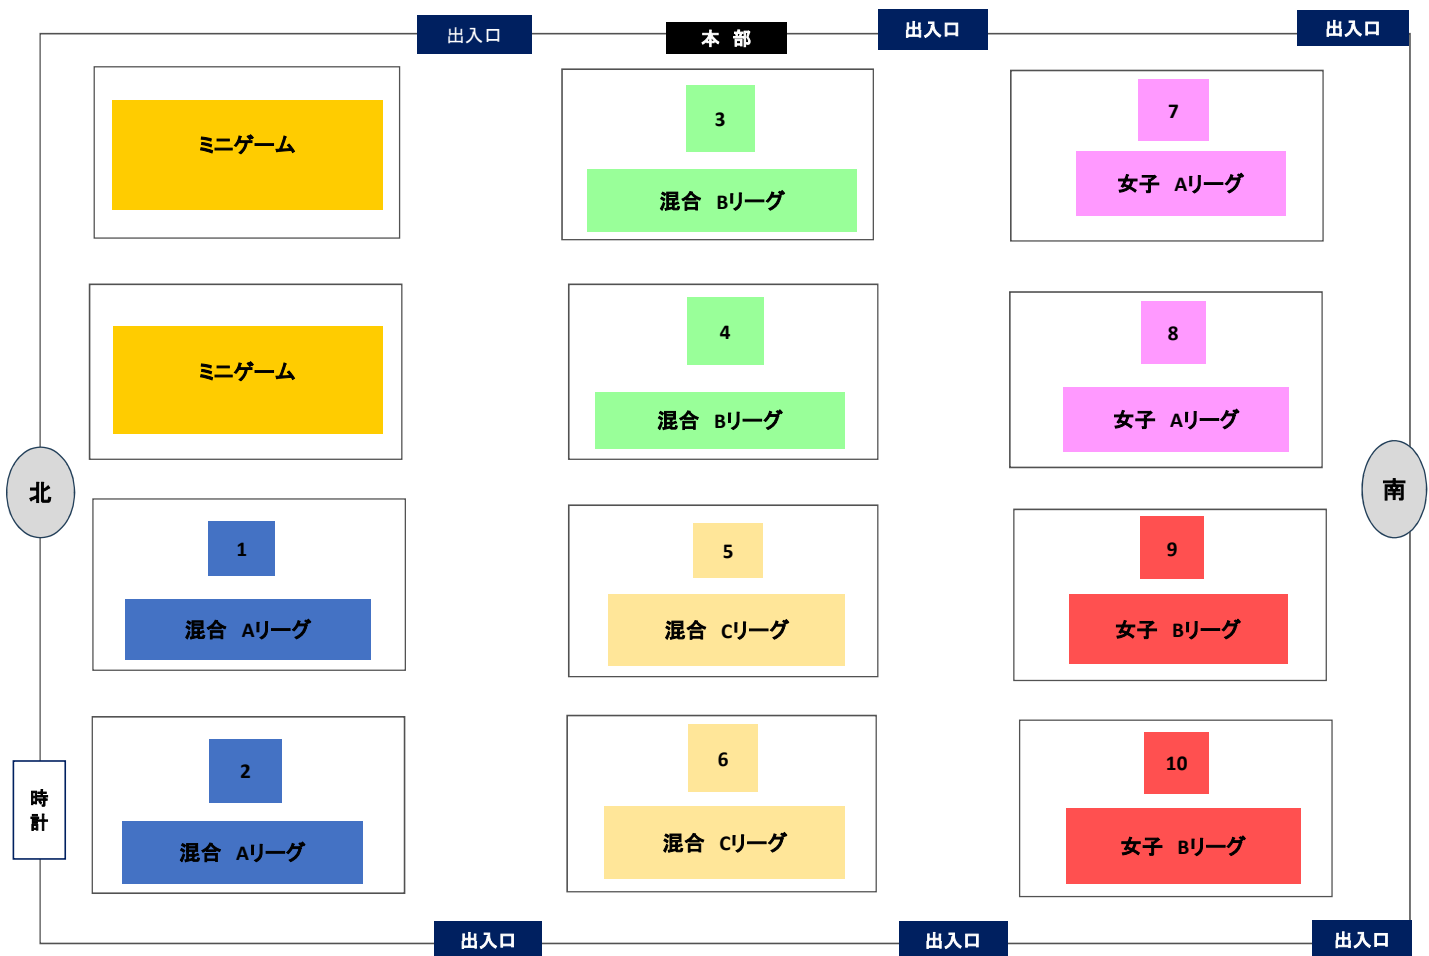 出入口
本　部
出入口
出入口
ミニゲーム
3
混合　Bリーグ
7
女子　Aリーグ
ミニゲーム
4
混合　Bリーグ
8
女子　Aリーグ
北
南
1
混合　Aリーグ
5
混合　Cリーグ
9
女子　Bリーグ
時
計
2
混合　Aリーグ
6
混合　Cリーグ
10
女子　Bリーグ
出入口
出入口
出入口